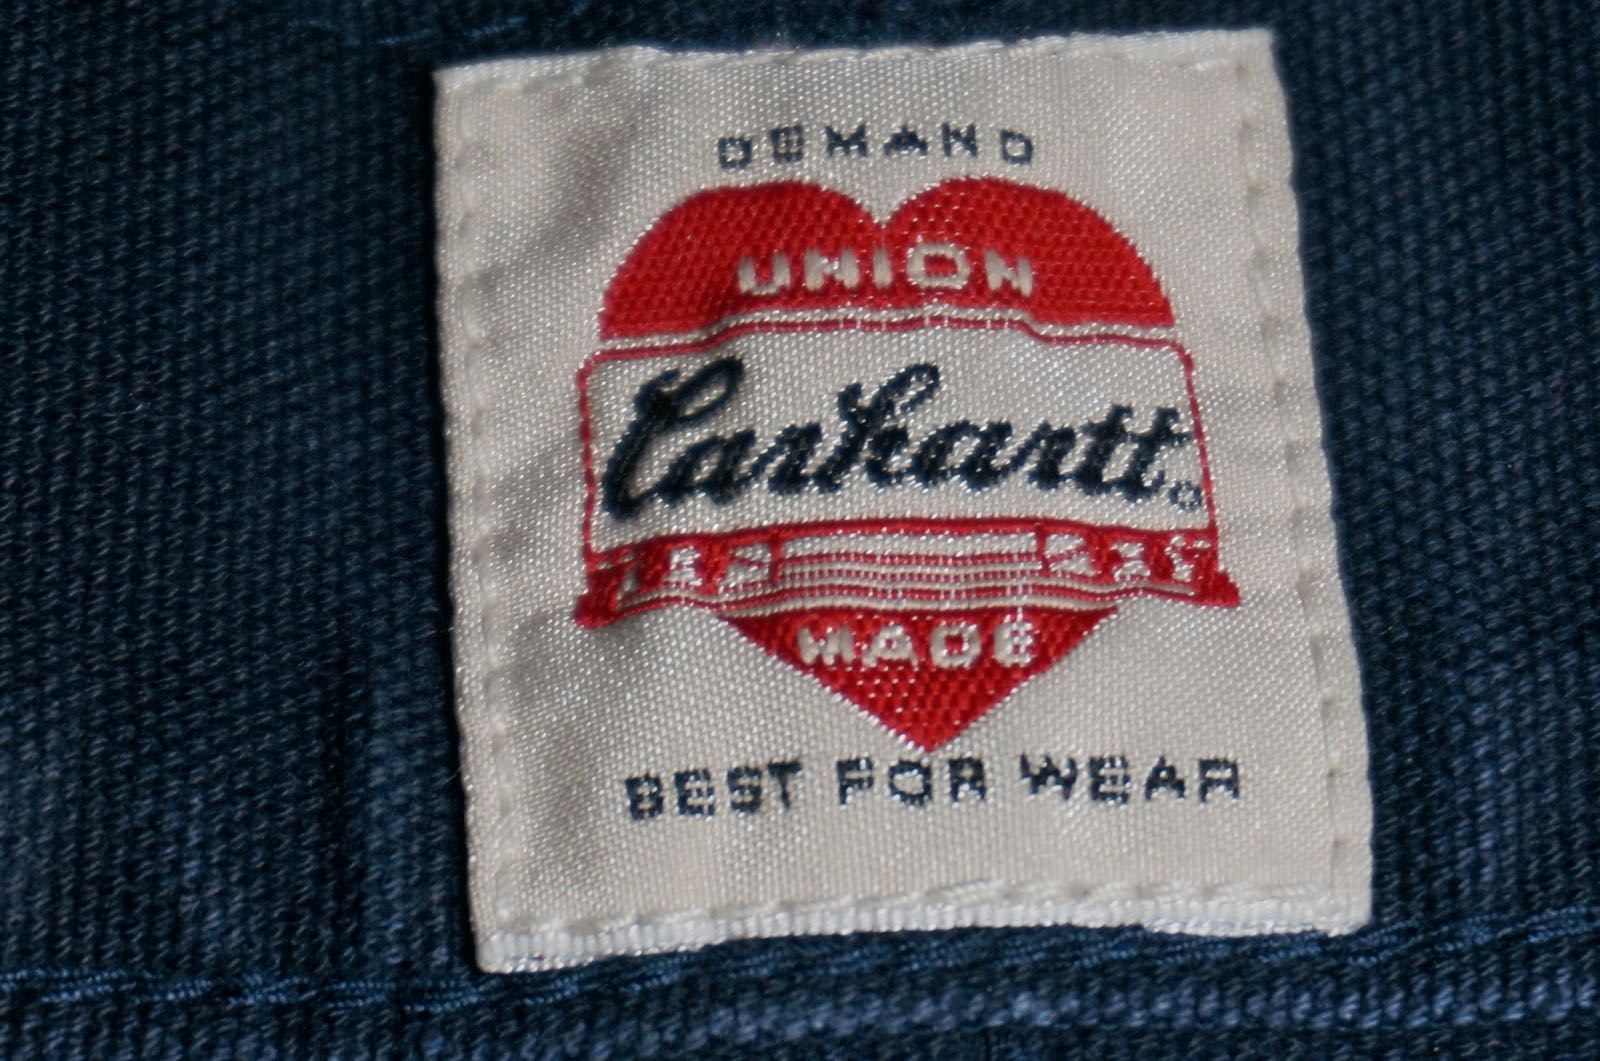 DEMAND
UNION
Carhartt®
MADE
BEST FOR WEAR